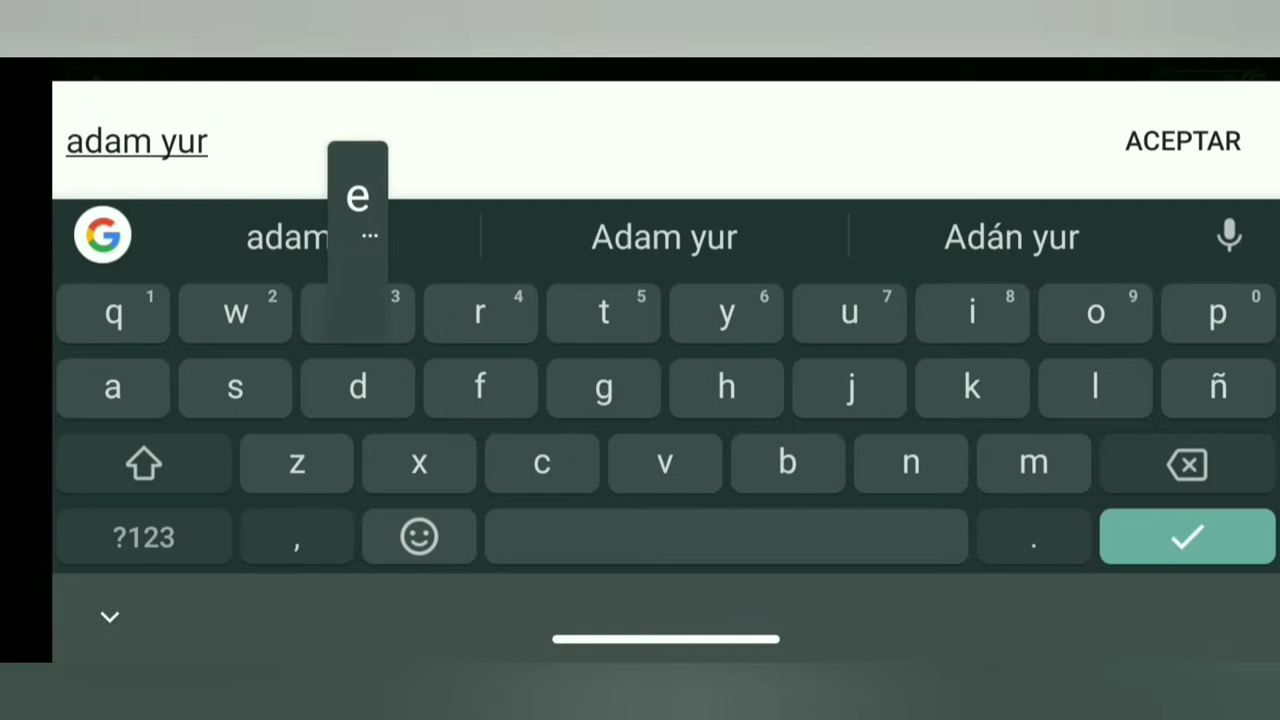 adam yur
ACEPTAR
e
...
G adam Adam yur Adán yur
q 1 w 2 3 r 4 t 5 y 6 u 7 i 8 o 9 p 0
a s d f g h j k l ñ
z x c v b n m
?123 , .